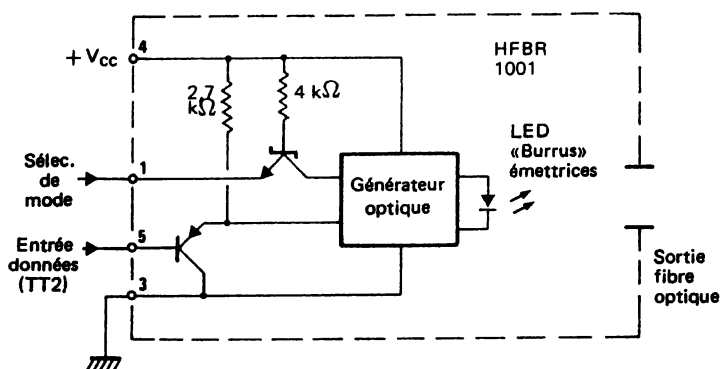 + Vcc
4
HFBR
1001
2,7
kΩ
4 kΩ
LED
«Burrus»
émettrices
Sélec.
de
mode
1
Générateur
optique
Entrée
données
(TT2)
5
3
Sortie
fibre
optique